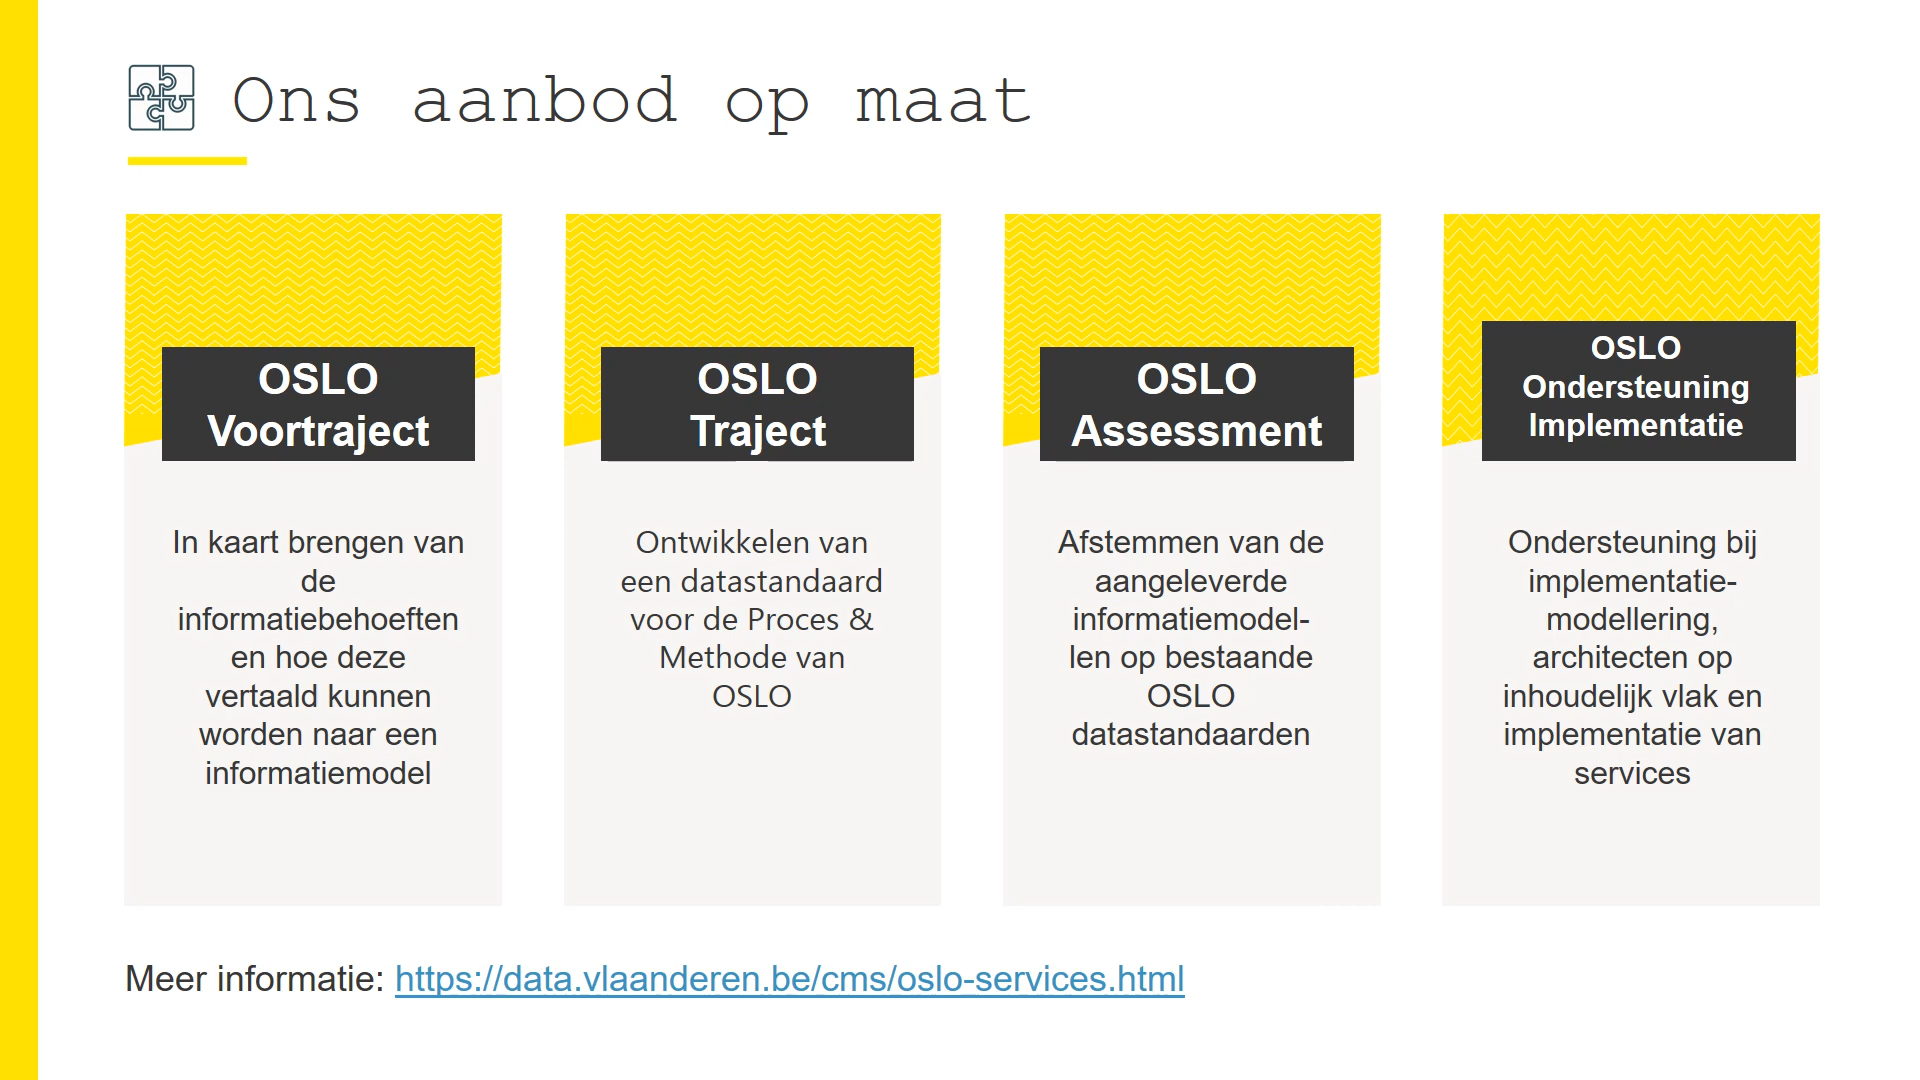 Ons aanbod op maat
OSLO
Voortraject
In kaart brengen van
de
informatiebehoeften
en hoe deze
vertaald kunnen
worden naar een
informatiemodel
OSLO
Traject
Ontwikkelen van
een datastandaard
voor de Proces &
Methode van
OSLO
OSLO
Assessment
Afstemmen van de
aangeleverde
informatiemodel-
len op bestaande
OSLO
datastandaarden
OSLO
Ondersteuning
Implementatie
Ondersteuning bij
implementatie-
modellering,
architecten op
inhoudelijk vlak en
implementatie van
services
Meer informatie: https://data.vlaanderen.be/cms/oslo-services.html